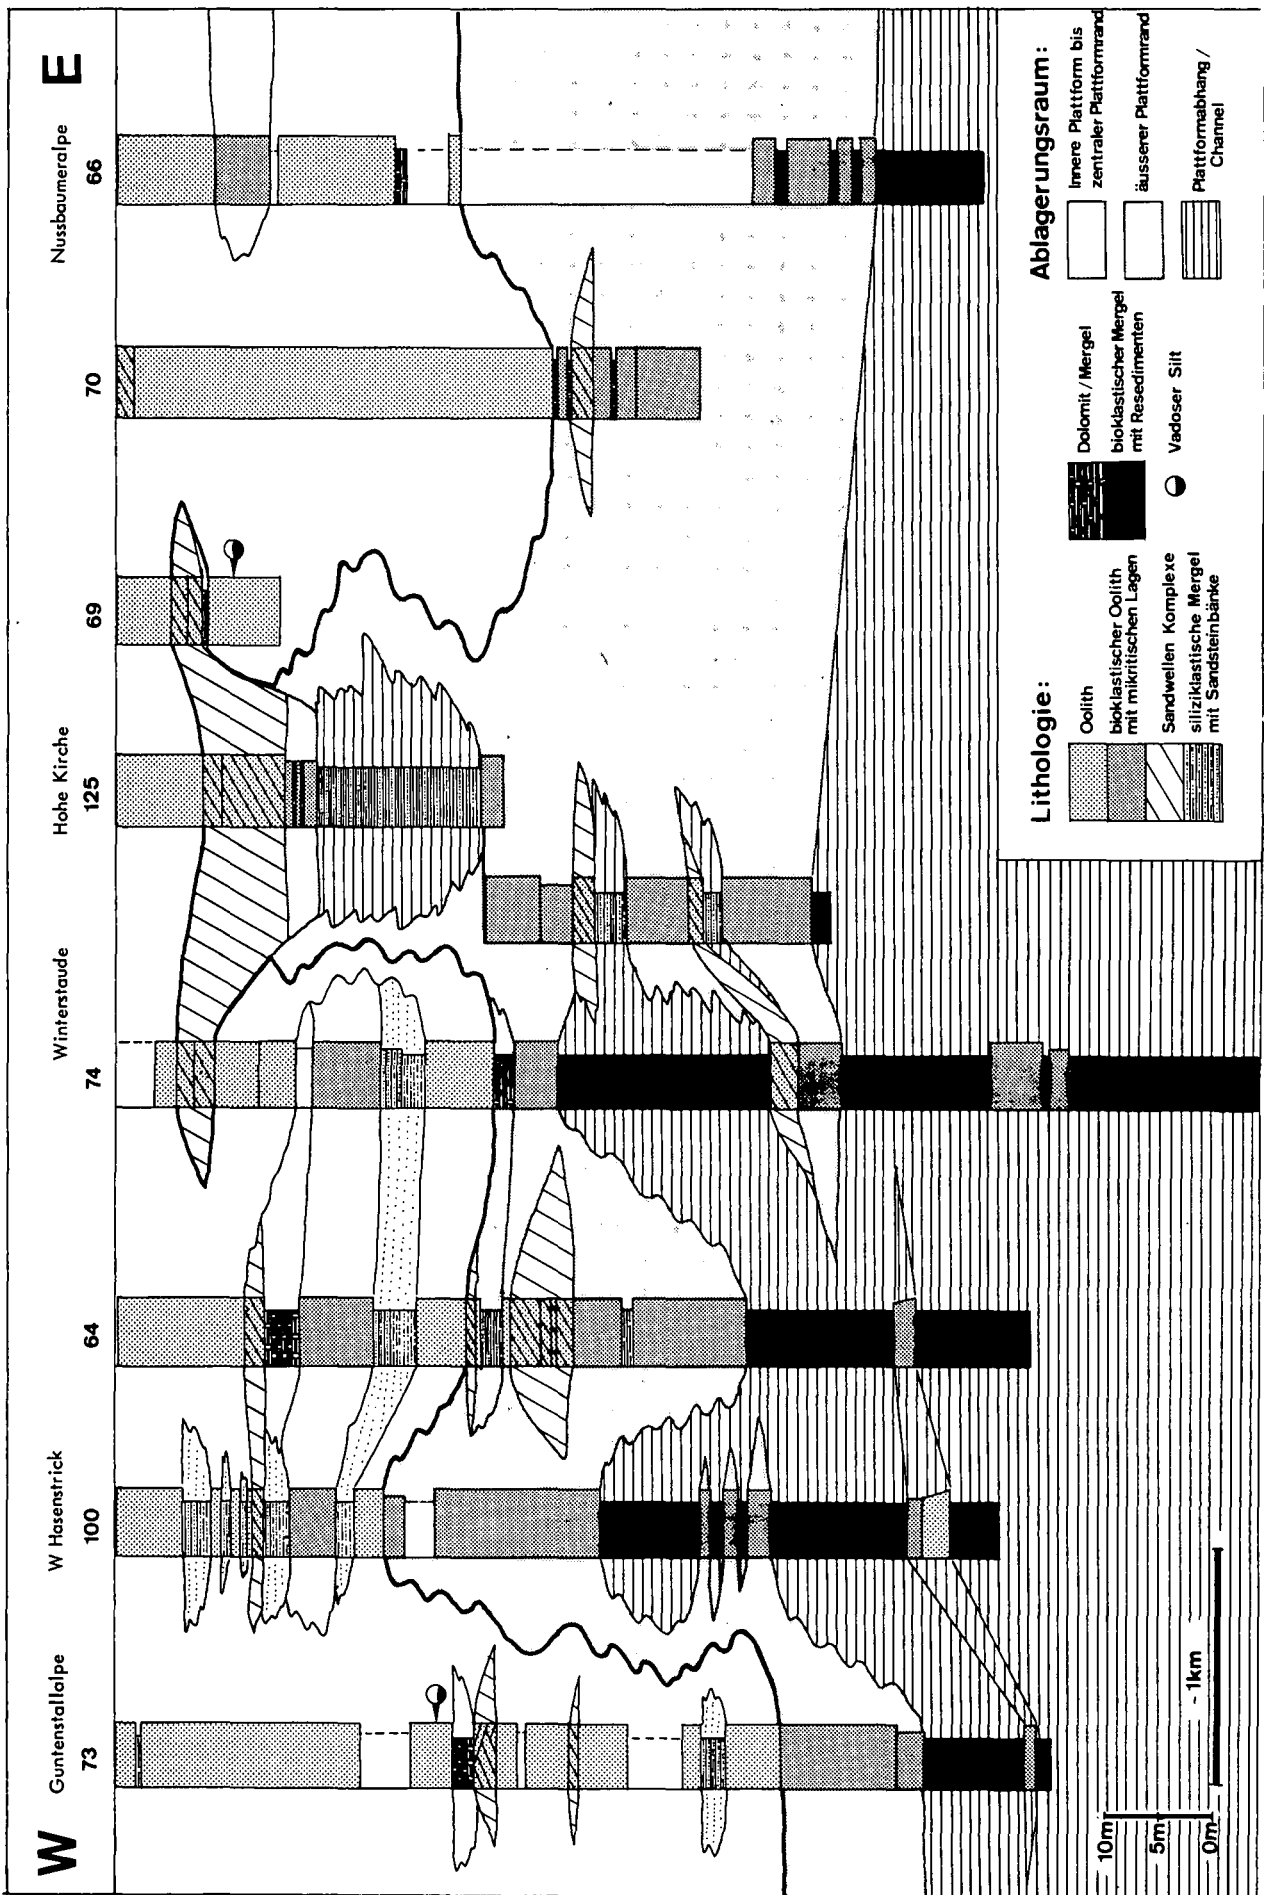 W
E
Guntenstallalpe
W Hasenstrick
Winterstaude
Hohe Kirche
Nussbaumeralpe
73
100
64
74
125
69
70
66
10m
5m
0m
~1km
Lithologie:
Oolith
bioklastischer Oolith
mit mikritischen Lagen
Sandwellen Komplexe
siliziklastische Mergel
mit Sandsteinbänke
Dolomit / Mergel
bioklastischer Mergel
mit Resedimenten
Vadoser Silt
Ablagerungsraum:
Innere Plattform bis
zentraler Plattformrand
äusserer Plattformrand
Plattformabhang /
Channel